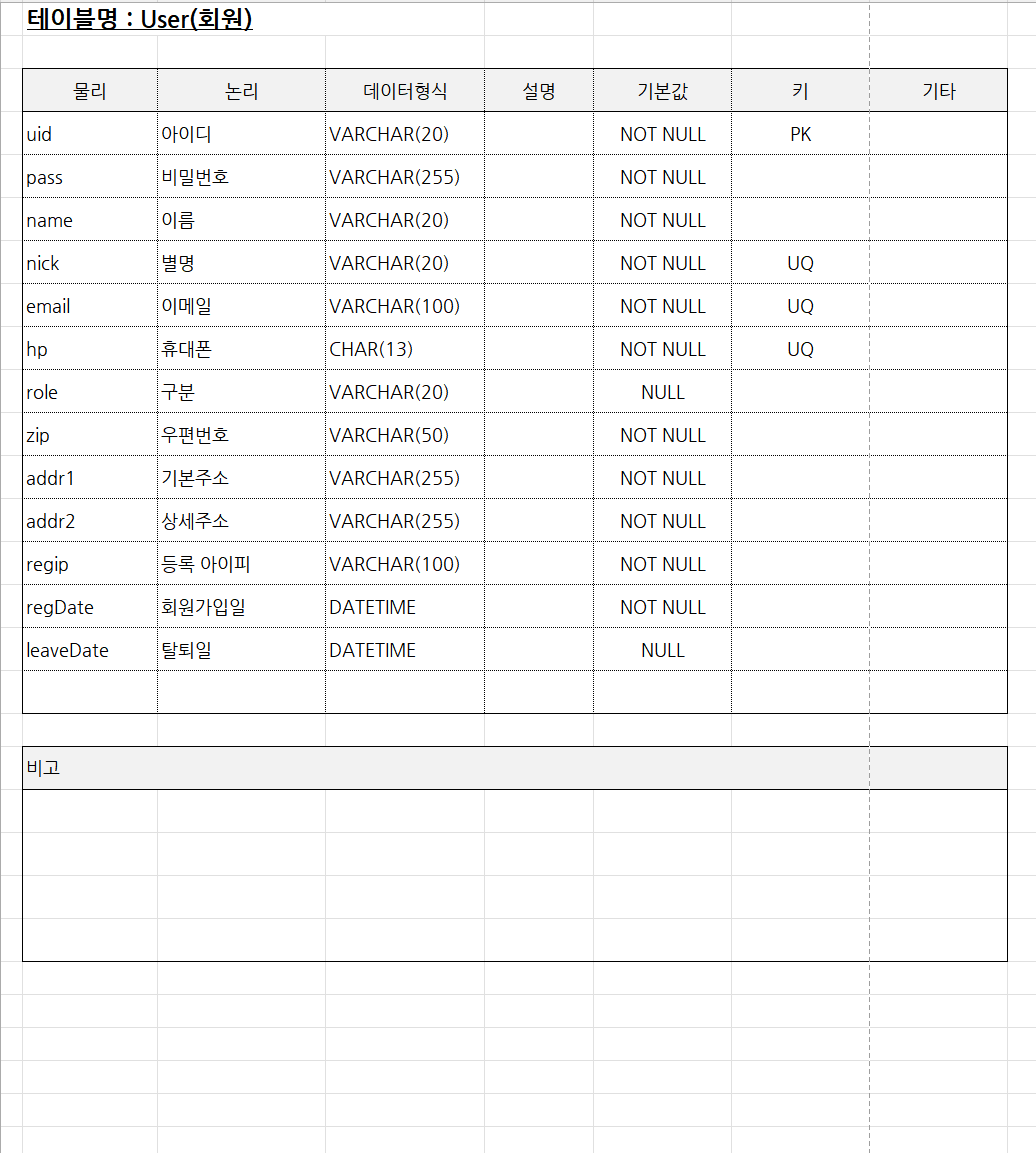 테이블명 : User(회원)
물리 논리 데이터형식 설명 기본값 키 기타
uid 아이디 VARCHAR(20) NOT NULL PK
pass 비밀번호 VARCHAR(255) NOT NULL
name 이름 VARCHAR(20) NOT NULL
nick 별명 VARCHAR(20) NOT NULL UQ
email 이메일 VARCHAR(100) NOT NULL UQ
hp 휴대폰 CHAR(13) NOT NULL UQ
role 구분 VARCHAR(20) NULL
zip 우편번호 VARCHAR(50) NOT NULL
addr1 기본주소 VARCHAR(255) NOT NULL
addr2 상세주소 VARCHAR(255) NOT NULL
regip 등록 아이피 VARCHAR(100) NOT NULL
regDate 회원가입일 DATETIME NOT NULL
leaveDate 탈퇴일 DATETIME NULL
비고